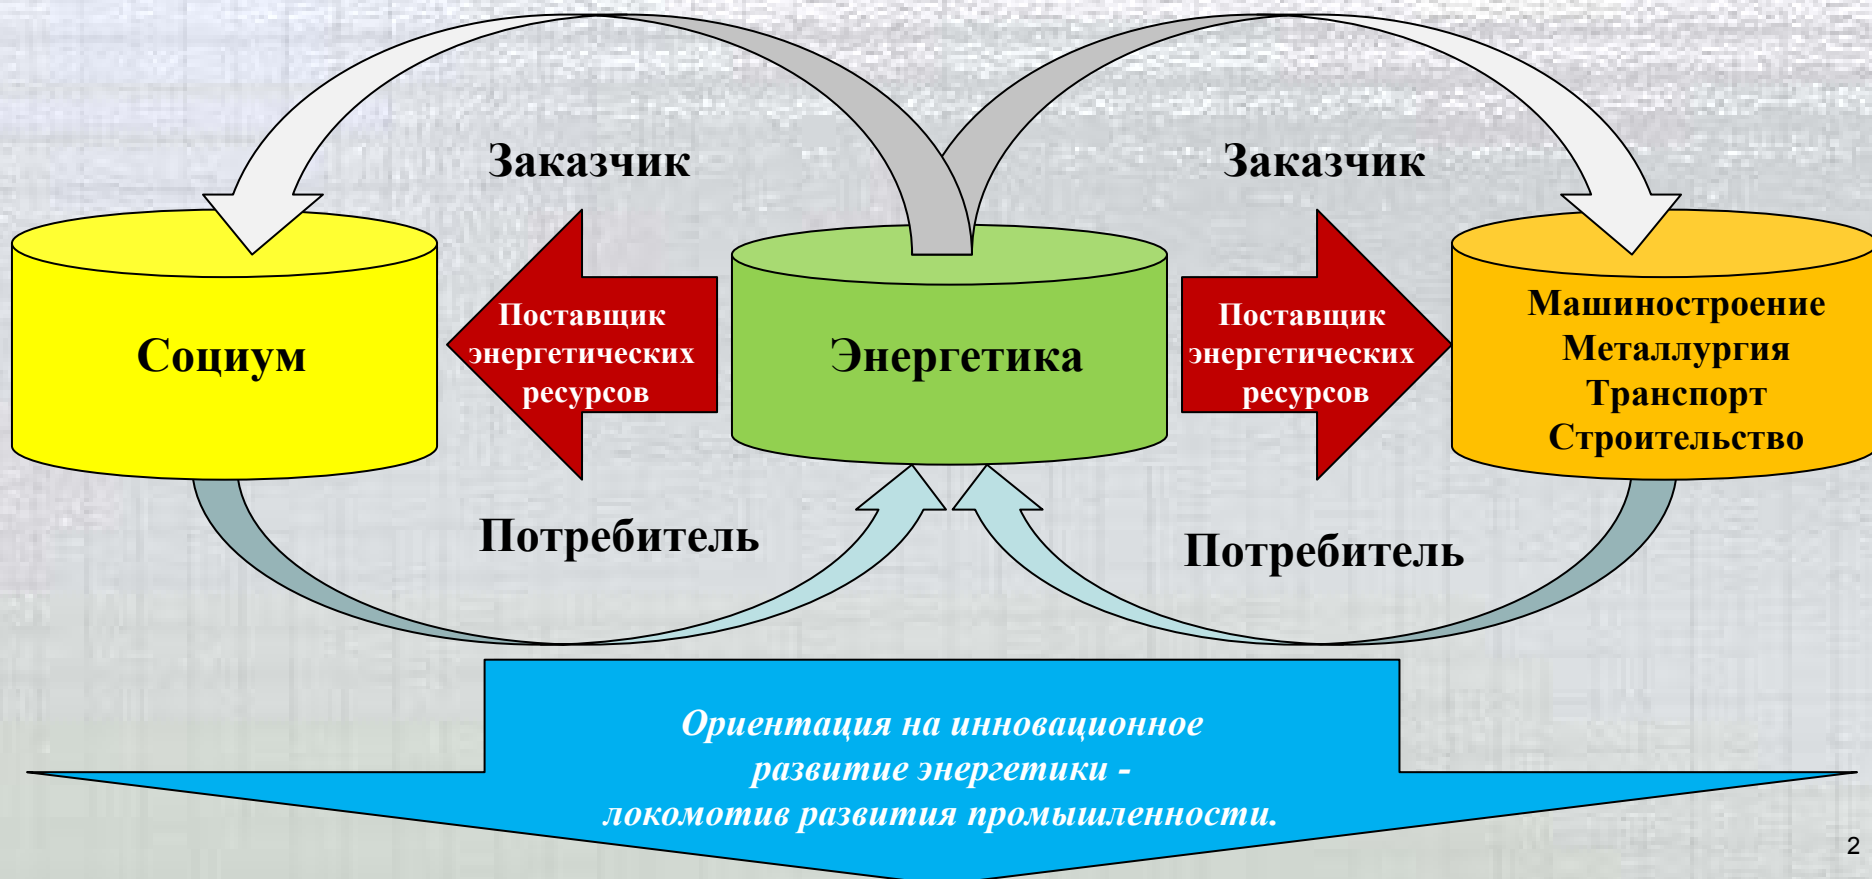 Заказчик
Заказчик
Социум
Поставщик
энергетических
ресурсов
Энергетика
Поставщик
энергетических
ресурсов
Машиностроение
Металлургия
Транспорт
Строительство
Потребитель
Потребитель
Ориентация на инновационное
развитие энергетики -
локомотив развития промышленности.
2